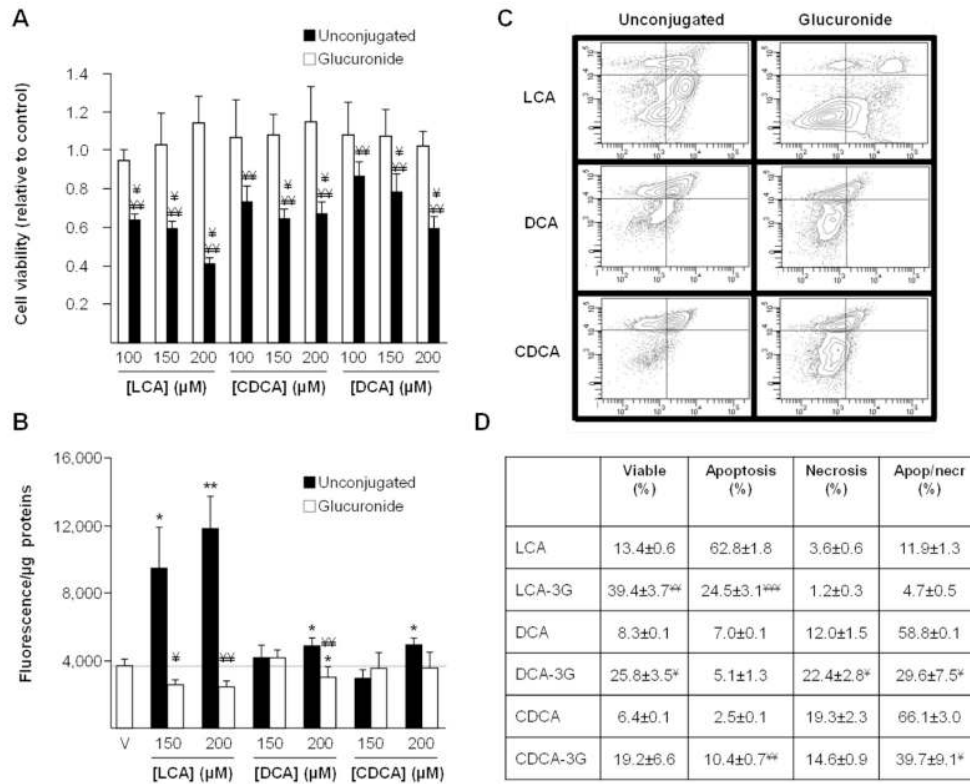 A
Unconjugated
Glucuronide
Cell viability (relative to control)
1.4
1.2
1.0
0.8
0.6
0.4
0.2
¥ ¥¥ ¥ ¥¥ ¥ ¥¥ ¥¥ ¥ ¥¥ ¥ ¥¥ ¥¥ ¥ ¥¥ ¥ ¥¥
100 150 200 100 150 200 100 150 200
[LCA] (µM) [CDCA] (µM) [DCA] (µM)
B
Unconjugated
Glucuronide
Fluorescence/µg proteins
16,000
12,000
8,000
4,000
* ¥ ** ¥¥ * ¥¥ * *
V 150 200 150 200 150 200
[LCA] (µM) [DCA] (µM) [CDCA] (µM)
C
Unconjugated Glucuronide
LCA
DCA
CDCA
D
Viable (%) Apoptosis (%) Necrosis (%) Apop/necr (%)
LCA 13.4±0.6 62.8±1.8 3.6±0.6 11.9±1.3
LCA-3G 39.4±3.7¥¥ 24.5±3.1¥¥¥ 1.2±0.3 4.7±0.5
DCA 8.3±0.1 7.0±0.1 12.0±1.5 58.8±0.1
DCA-3G 25.8±3.5¥ 5.1±1.3 22.4±2.8¥ 29.6±7.5¥
CDCA 6.4±0.1 2.5±0.1 19.3±2.3 66.1±3.0
CDCA-3G 19.2±6.6 10.4±0.7¥¥ 14.6±0.9 39.7±9.1¥